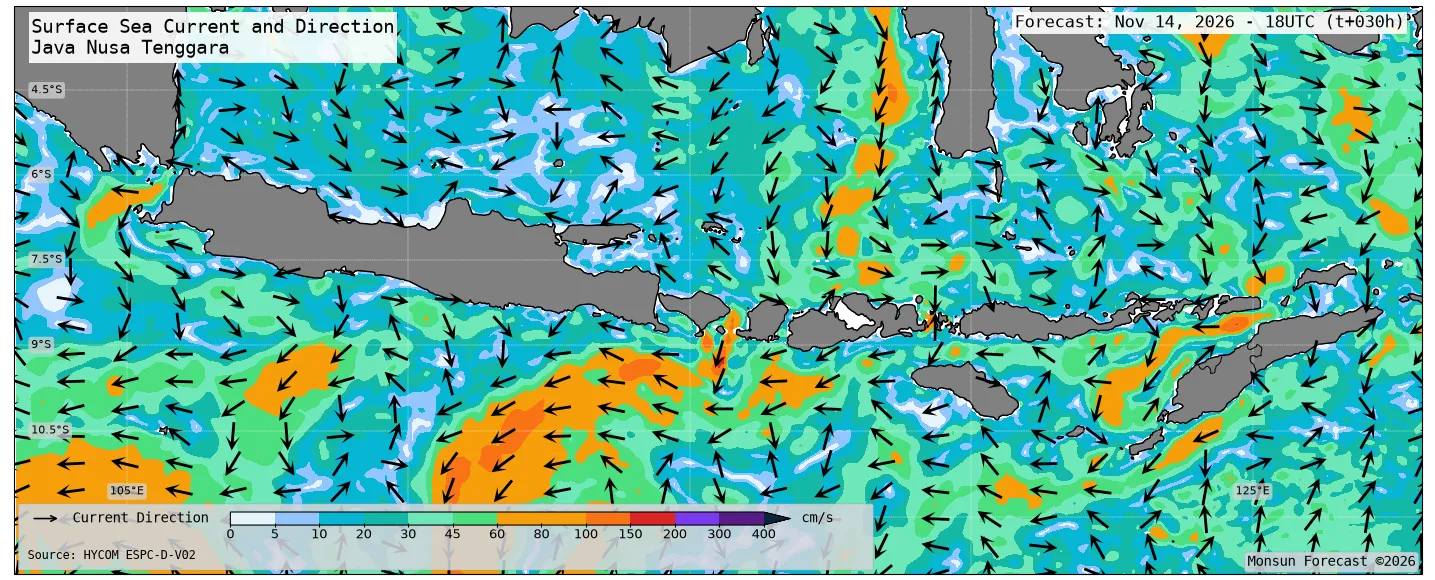 Surface Sea Current and Direction
Java Nusa Tenggara
Forecast: Nov 14, 2026 - 18UTC (t+030h)
4.5°S
6°S
7.5°S
9°S
10.5°S
105°E
125°E
Current Direction
0 5 10 20 30 45 60 80 100 150 200 300 400 cm/s
Source: HYCOM ESPC-D-V02
Monsun Forecast ©2026